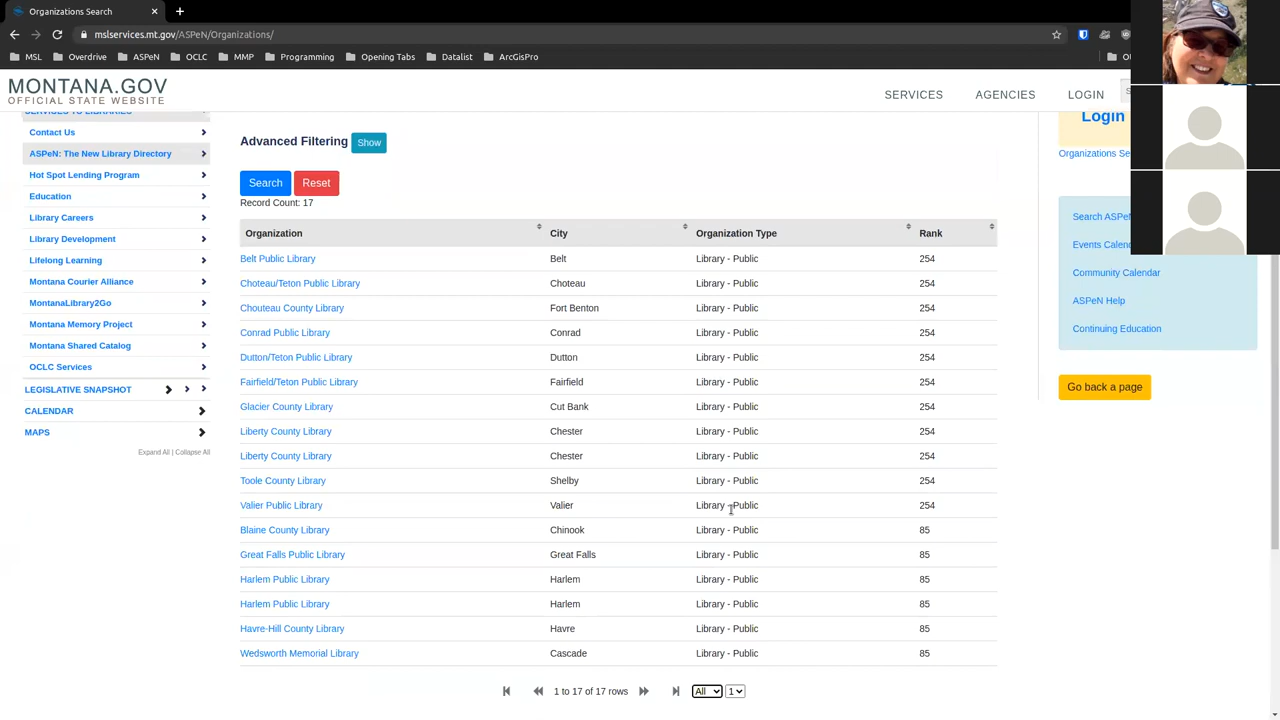 Organizations Search
mslservices.mt.gov/ASPeN/Organizations/
MSL Overdrive ASPeN OCLC MMP Programming Opening Tabs Datalist ArcGisPro
MONTANA.GOV
OFFICIAL STATE WEBSITE
SERVICES AGENCIES LOGIN
SERVICES TO LIBRARIES
Contact Us
ASPeN: The New Library Directory
Hot Spot Lending Program
Education
Library Careers
Library Development
Lifelong Learning
Montana Courier Alliance
MontanaLibrary2Go
Montana Memory Project
Montana Shared Catalog
OCLC Services
LEGISLATIVE SNAPSHOT
CALENDAR
MAPS
Expand All | Collapse All
Advanced Filtering Show
Search Reset
Record Count: 17
Organization City Organization Type Rank
Belt Public Library Belt Library - Public 254
Choteau/Teton Public Library Choteau Library - Public 254
Chouteau County Library Fort Benton Library - Public 254
Conrad Public Library Conrad Library - Public 254
Dutton/Teton Public Library Dutton Library - Public 254
Fairfield/Teton Public Library Fairfield Library - Public 254
Glacier County Library Cut Bank Library - Public 254
Liberty County Library Chester Library - Public 254
Liberty County Library Chester Library - Public 254
Toole County Library Shelby Library - Public 254
Valier Public Library Valier Library - Public 254
Blaine County Library Chinook Library - Public 85
Great Falls Public Library Great Falls Library - Public 85
Harlem Public Library Harlem Library - Public 85
Harlem Public Library Harlem Library - Public 85
Havre-Hill County Library Havre Library - Public 85
Wedsworth Memorial Library Cascade Library - Public 85
1 to 17 of 17 rows All 1
Login
Organizations Se
Search ASPeN
Events Calen
Community Calendar
ASPeN Help
Continuing Education
Go back a page